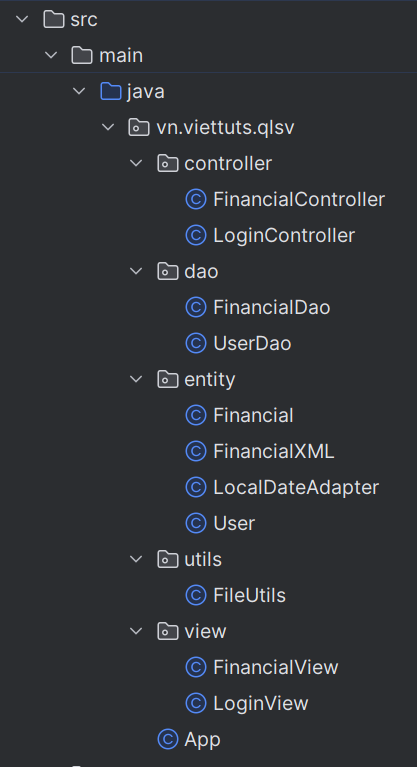 src
main
java
vn.viettuts.qlsv
controller
FinancialController
LoginController
dao
FinancialDao
UserDao
entity
Financial
FinancialXML
LocalDateAdapter
User
utils
FileUtils
view
FinancialView
LoginView
App